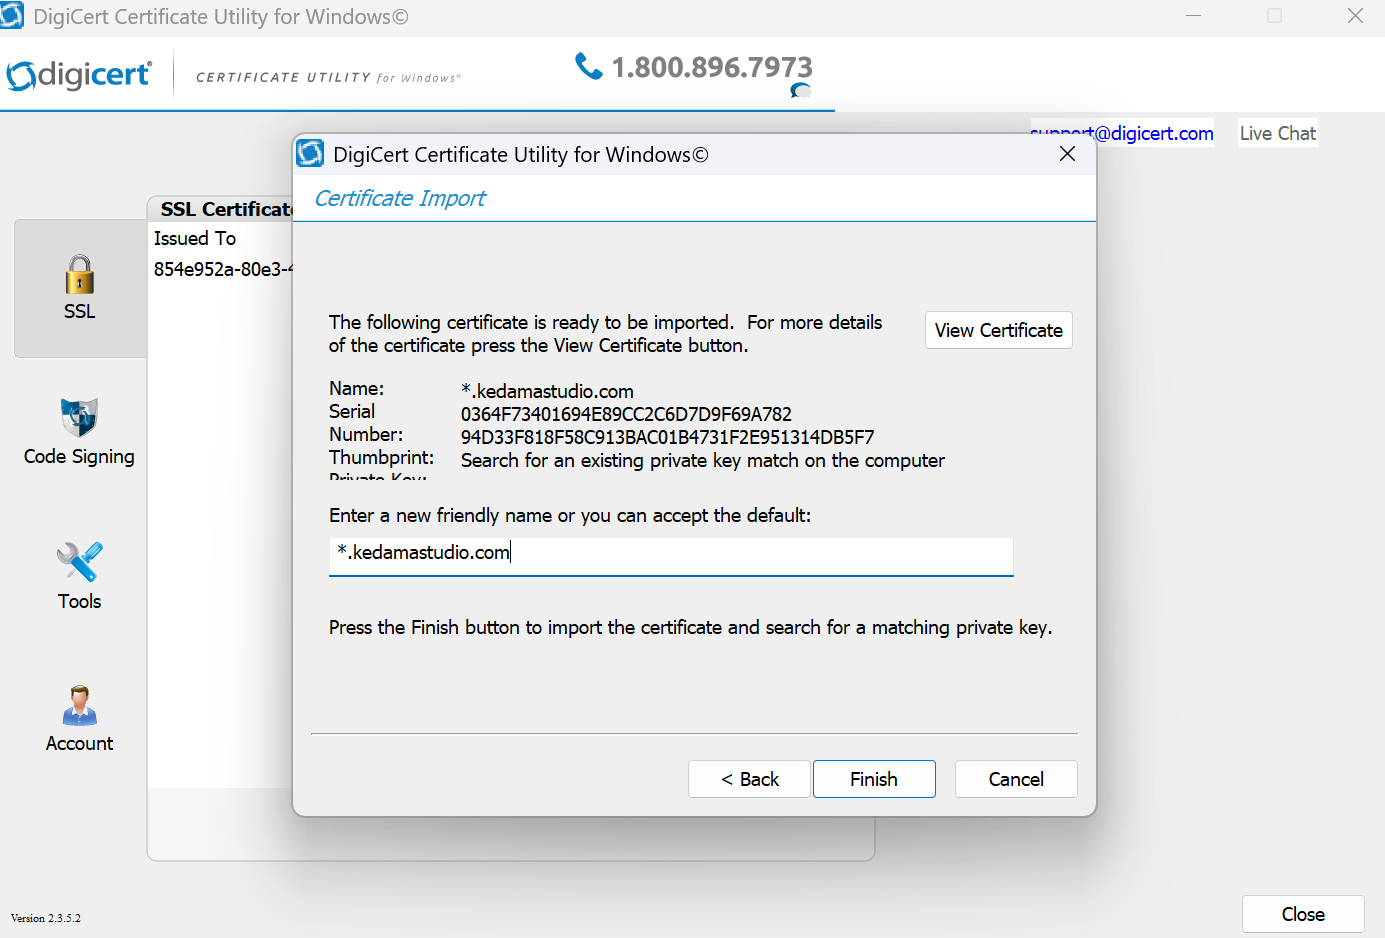 DigiCert Certificate Utility for Windows©
digicert®
CERTIFICATE UTILITY for Windows®
1.800.896.7973
support@digicert.com
Live Chat
DigiCert Certificate Utility for Windows©
Certificate Import
SSL Certificate
Issued To
854e952a-80e3-4
SSL
Code Signing
Tools
Account
The following certificate is ready to be imported. For more details
of the certificate press the View Certificate button.
View Certificate
Name: *.kedamastudio.com
Serial 0364F73401694E89CC2C6D7D9F69A782
Number: 94D33F818F58C913BAC01B4731F2E951314DB5F7
Thumbprint: Search for an existing private key match on the computer
Private Key:
Enter a new friendly name or you can accept the default:
*.kedamastudio.com
Press the Finish button to import the certificate and search for a matching private key.
< Back
Finish
Cancel
Version 2.3.5.2
Close